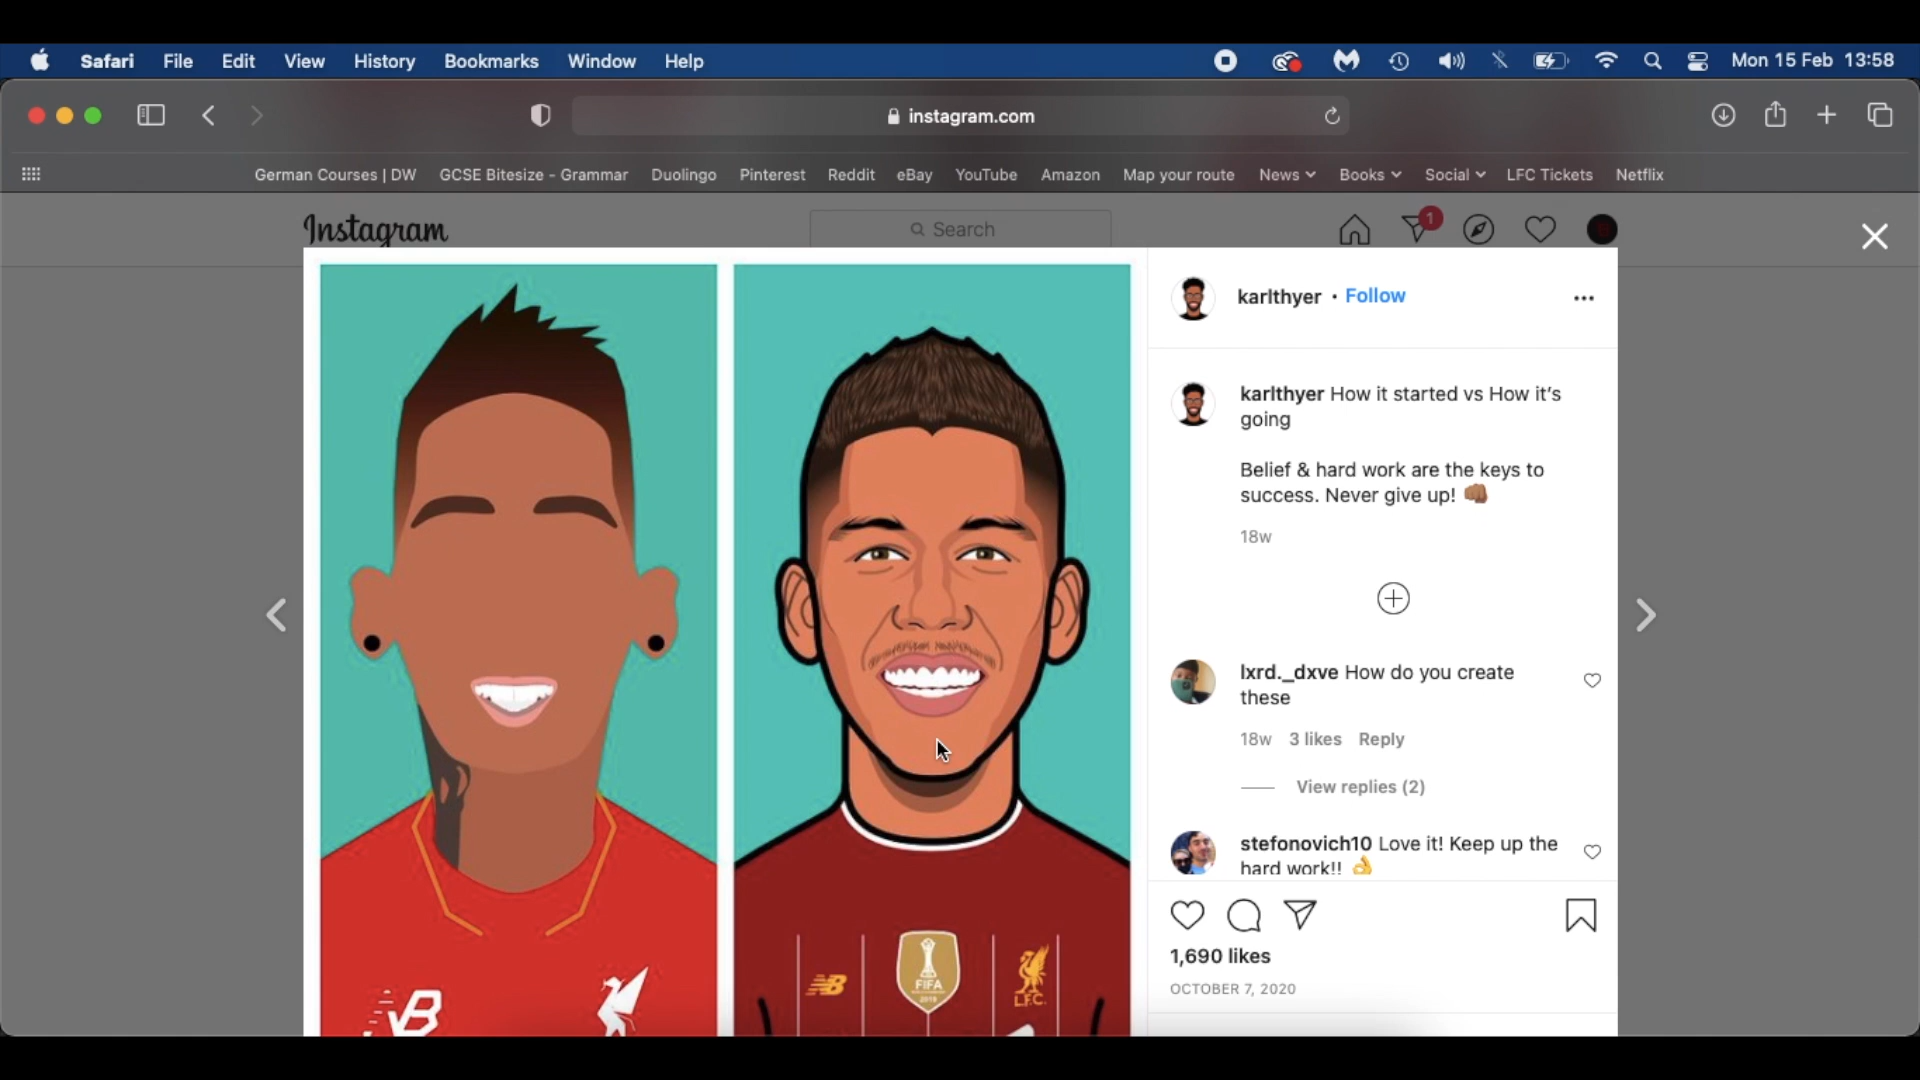 Safari File Edit View History Bookmarks Window Help Mon 15 Feb 13:58
instagram.com
German Courses | DW GCSE Bitesize - Grammar Duolingo Pinterest Reddit eBay YouTube Amazon Map your route News Books Social LFC Tickets Netflix
Instagram Search 1
karlthyer • Follow
karlthyer How it started vs How it's
going
Belief & hard work are the keys to
success. Never give up! 👊🏾
18w
lxrd._dxve How do you create
these
18w 3 likes Reply
View replies (2)
stefonovich10 Love it! Keep up the
hard work!! 👌
1,690 likes
OCTOBER 7, 2020
NB
NB
FIFA
2019
L.F.C.